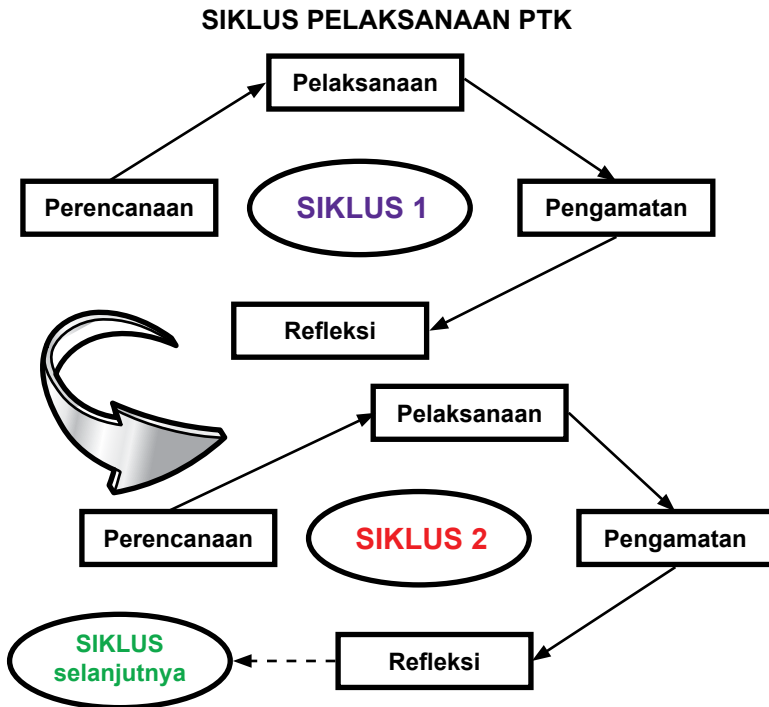 SIKLUS PELAKSANAAN PTK
Pelaksanaan
Perencanaan
SIKLUS 1
Pengamatan
Refleksi
Pelaksanaan
Perencanaan
SIKLUS 2
Pengamatan
Refleksi
SIKLUS
selanjutnya